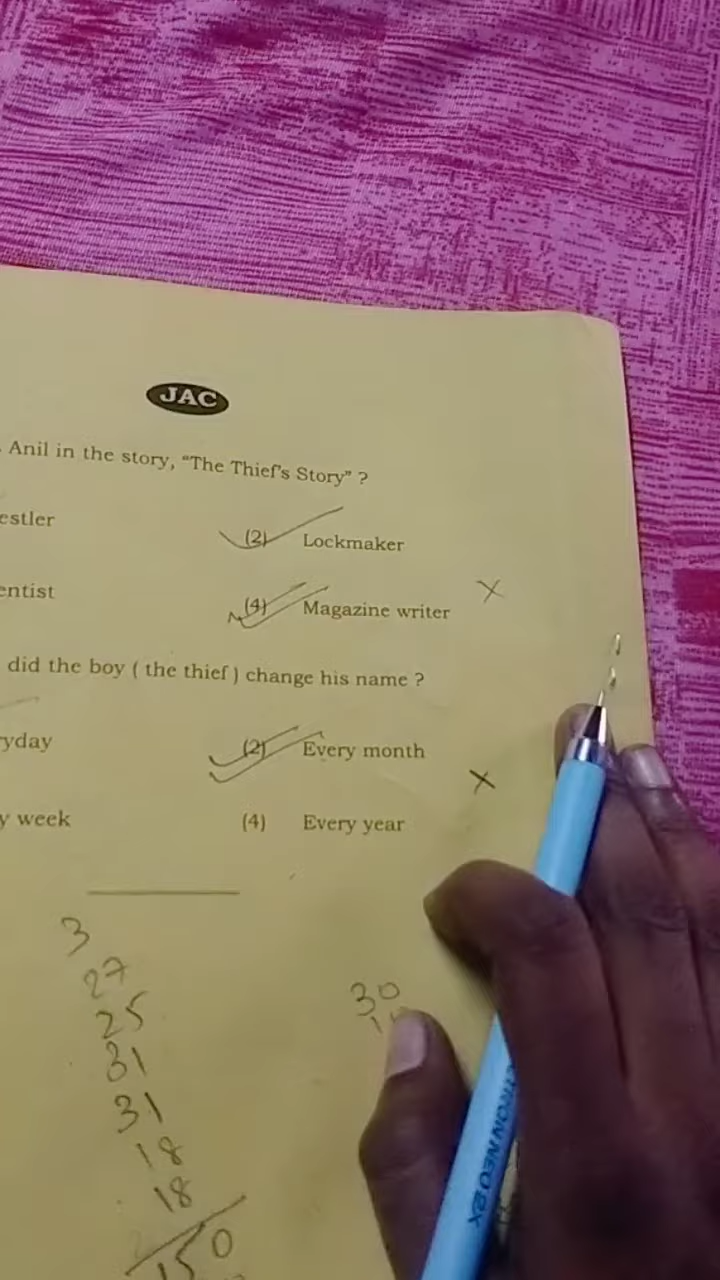 JAC
Anil in the story, "The Thief's Story" ?
estler (2) Lockmaker
entist (4) Magazine writer
did the boy ( the thief ) change his name ?
ryday (2) Every month
y week (4) Every year
3
27
25
31
31
18
18
150
30